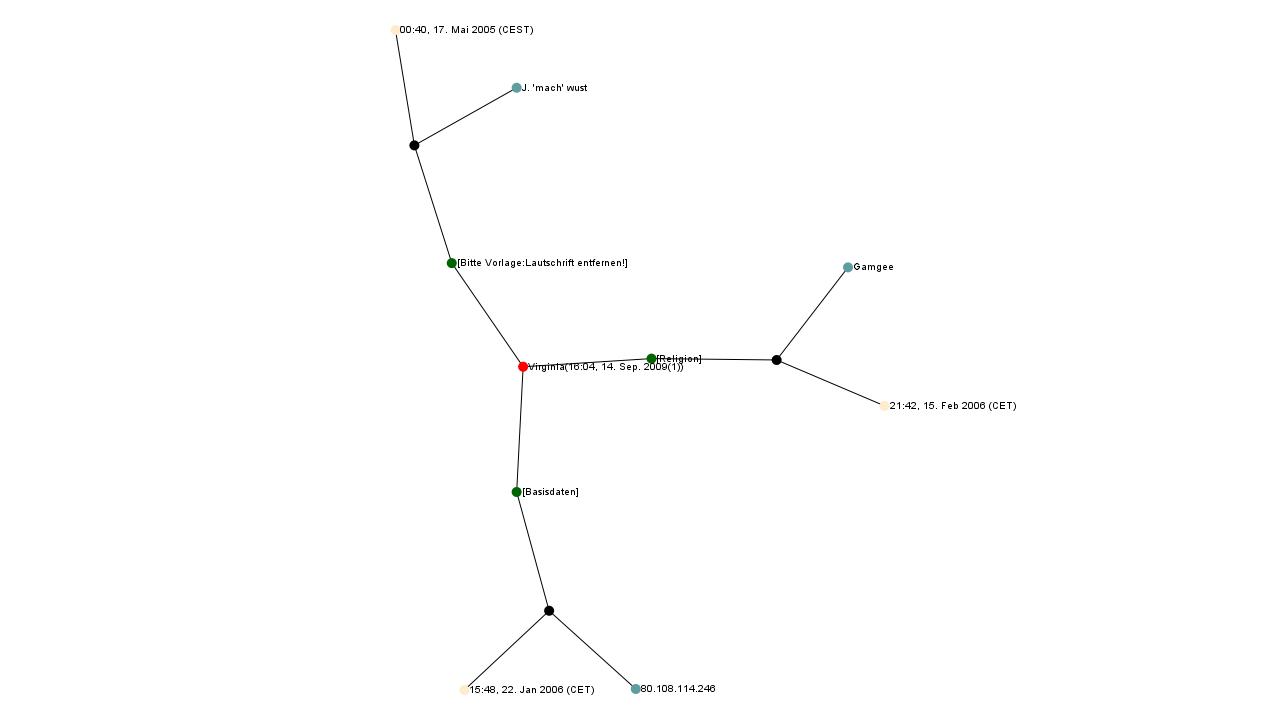 00:40, 17. Mai 2005 (CEST)
J. 'mach' wust
[Bitte Vorlage:Lautschrift entfernen!]
Gamgee
[Religion]
Virginia(16:04, 14. Sep. 2009(1))
21:42, 15. Feb 2006 (CET)
[Basisdaten]
15:48, 22. Jan 2006 (CET)
80.108.114.246